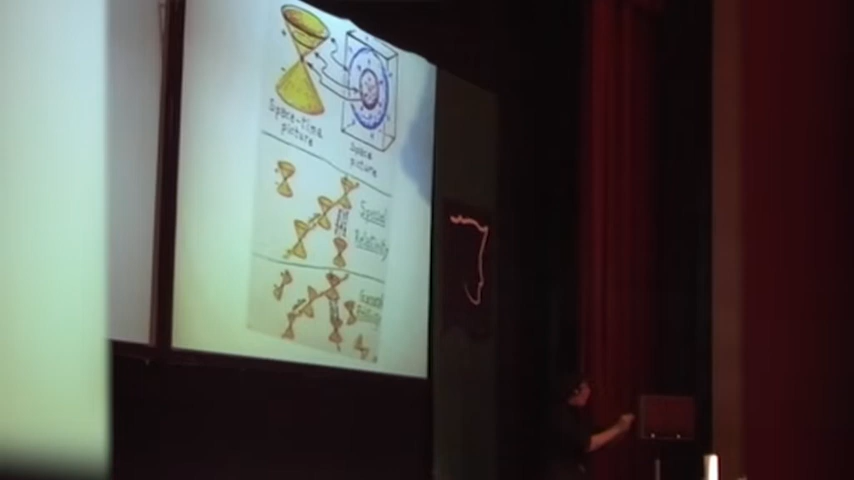 Space-time
picture
Space
picture
Special
Relativity
General
Relativity